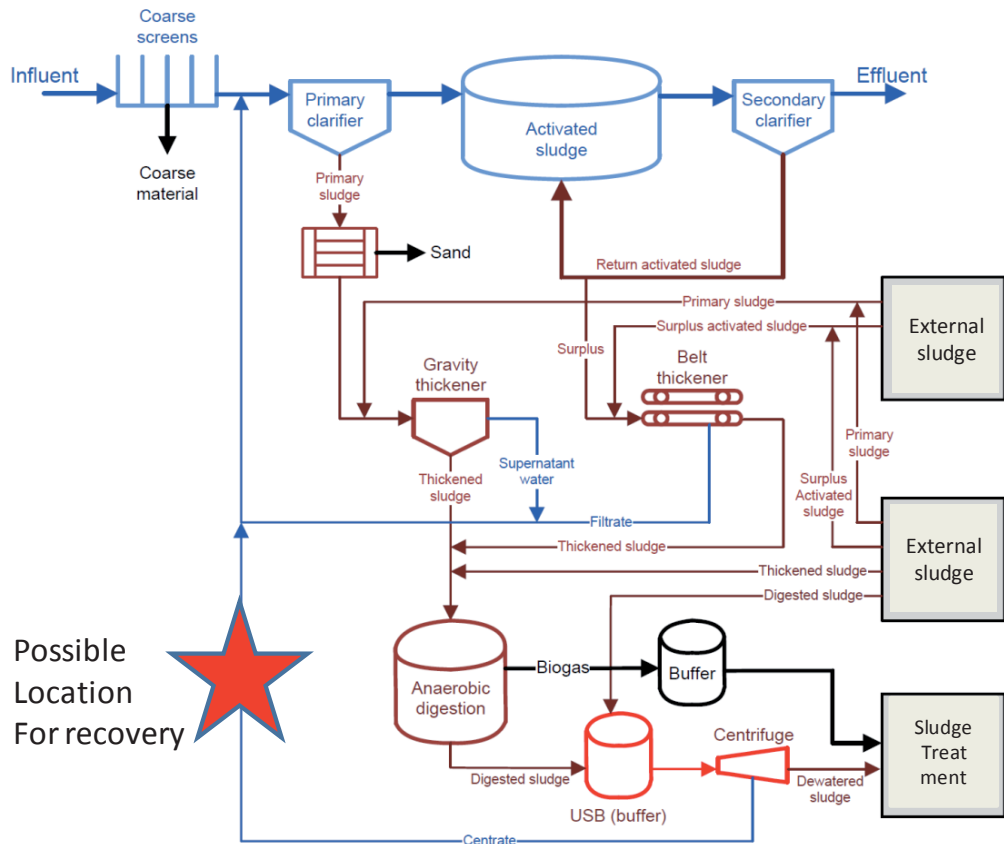 Coarse
screens
Influent
Coarse
material
Primary
clarifier
Activated
sludge
Secondary
clarifier
Effluent
Primary
sludge
Sand
Return activated sludge
Primary sludge
Surplus activated sludge
External
sludge
Surplus
Belt
thickener
Gravity
thickener
Supernatant
water
Thickened
sludge
Filtrate
Thickened sludge
Primary
sludge
Surplus
Activated
sludge
External
sludge
Thickened sludge
Digested sludge
Possible
Location
For recovery
Anaerobic
digestion
Biogas
Buffer
Digested sludge
USB (buffer)
Centrifuge
Dewatered
sludge
Sludge
Treat
ment
Centrate